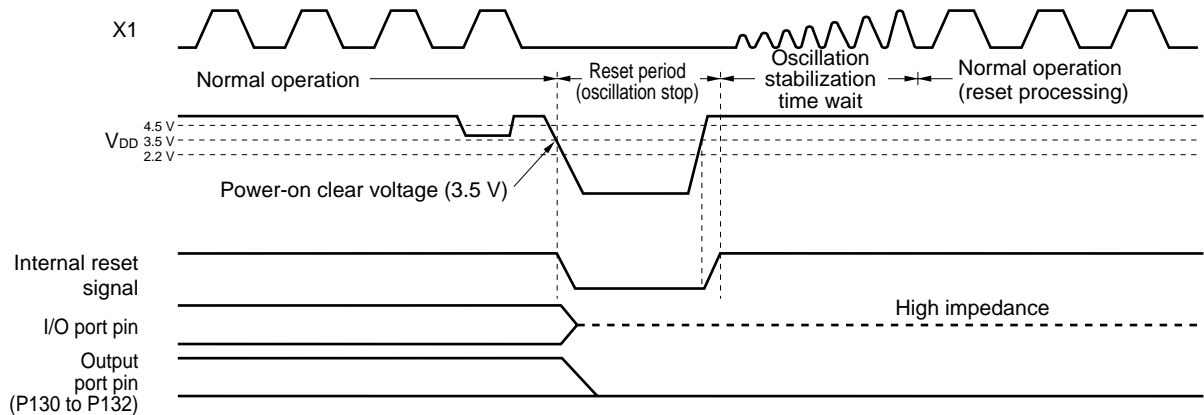 X1
Normal operation
Reset period
(oscillation stop)
Oscillation
stabilization
time wait
Normal operation
(reset processing)
VDD
4.5 V
3.5 V
2.2 V
Power-on clear voltage (3.5 V)
Internal reset
signal
I/O port pin
High impedance
Output
port pin
(P130 to P132)